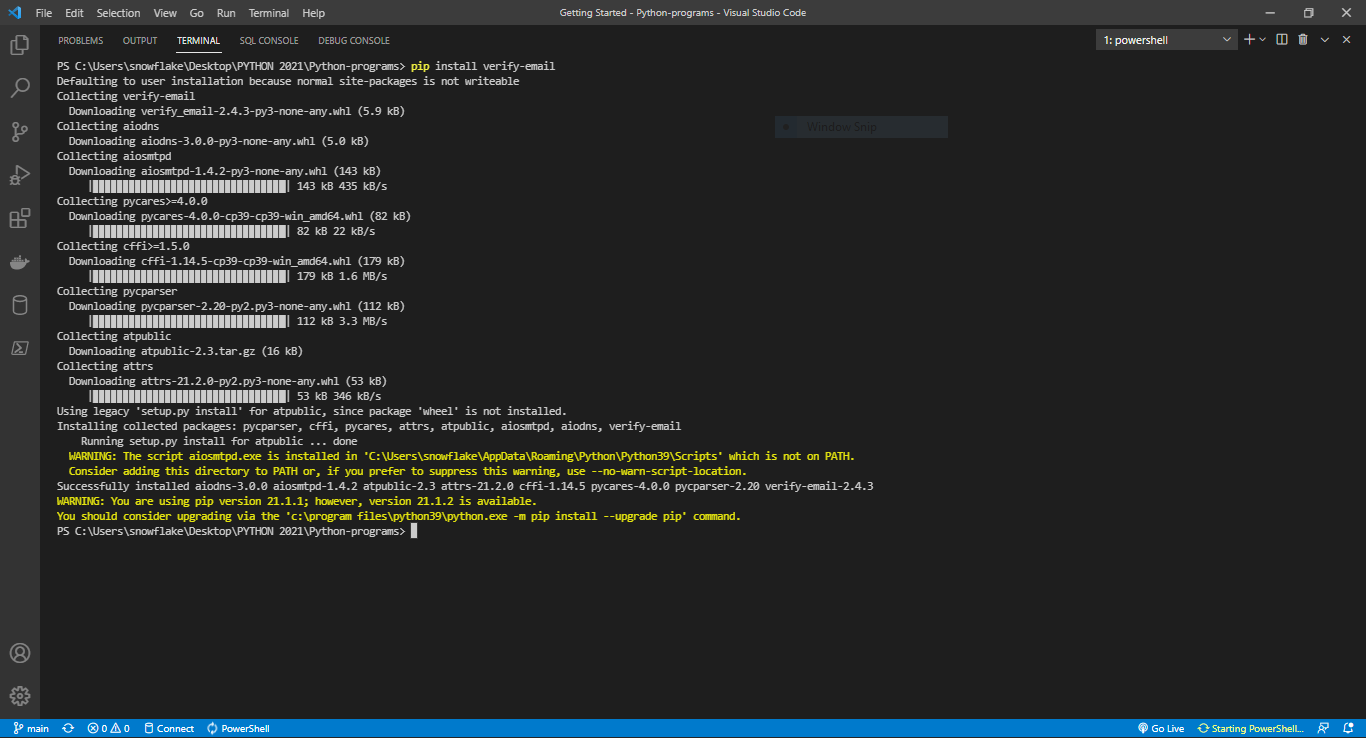 File Edit Selection View Go Run Terminal Help
Getting Started - Python-programs - Visual Studio Code
PROBLEMS OUTPUT TERMINAL SQL CONSOLE DEBUG CONSOLE
1: powershell
PS C:\Users\snowflake\Desktop\PYTHON 2021\Python-programs> pip install verify-email
Defaulting to user installation because normal site-packages is not writeable
Collecting verify-email
Downloading verify_email-2.4.3-py3-none-any.whl (5.9 kB)
Collecting aiodns
Downloading aiodns-3.0.0-py3-none-any.whl (5.0 kB)
Window Snip
Collecting aiosmtpd
Downloading aiosmtpd-1.4.2-py3-none-any.whl (143 kB)
|████████████████████████████████| 143 kB 435 kB/s
Collecting pycares>=4.0.0
Downloading pycares-4.0.0-cp39-cp39-win_amd64.whl (82 kB)
|████████████████████████████████| 82 kB 22 kB/s
Collecting cffi>=1.5.0
Downloading cffi-1.14.5-cp39-cp39-win_amd64.whl (179 kB)
|████████████████████████████████| 179 kB 1.6 MB/s
Collecting pycparser
Downloading pycparser-2.20-py2.py3-none-any.whl (112 kB)
|████████████████████████████████| 112 kB 3.3 MB/s
Collecting atpublic
Downloading atpublic-2.3.tar.gz (16 kB)
Collecting attrs
Downloading attrs-21.2.0-py2.py3-none-any.whl (53 kB)
|████████████████████████████████| 53 kB 346 kB/s
Using legacy 'setup.py install' for atpublic, since package 'wheel' is not installed.
Installing collected packages: pycparser, cffi, pycares, attrs, atpublic, aiosmtpd, aiodns, verify-email
Running setup.py install for atpublic ... done
WARNING: The script aiosmtpd.exe is installed in 'C:\Users\snowflake\AppData\Roaming\Python\Python39\Scripts' which is not on PATH.
Consider adding this directory to PATH or, if you prefer to suppress this warning, use --no-warn-script-location.
Successfully installed aiodns-3.0.0 aiosmtpd-1.4.2 atpublic-2.3 attrs-21.2.0 cffi-1.14.5 pycares-4.0.0 pycparser-2.20 verify-email-2.4.3
WARNING: You are using pip version 21.1.1; however, version 21.1.2 is available.
You should consider upgrading via the 'c:\program files\python39\python.exe -m pip install --upgrade pip' command.
PS C:\Users\snowflake\Desktop\PYTHON 2021\Python-programs>
main 0 0 Connect PowerShell Go Live Starting PowerShell...